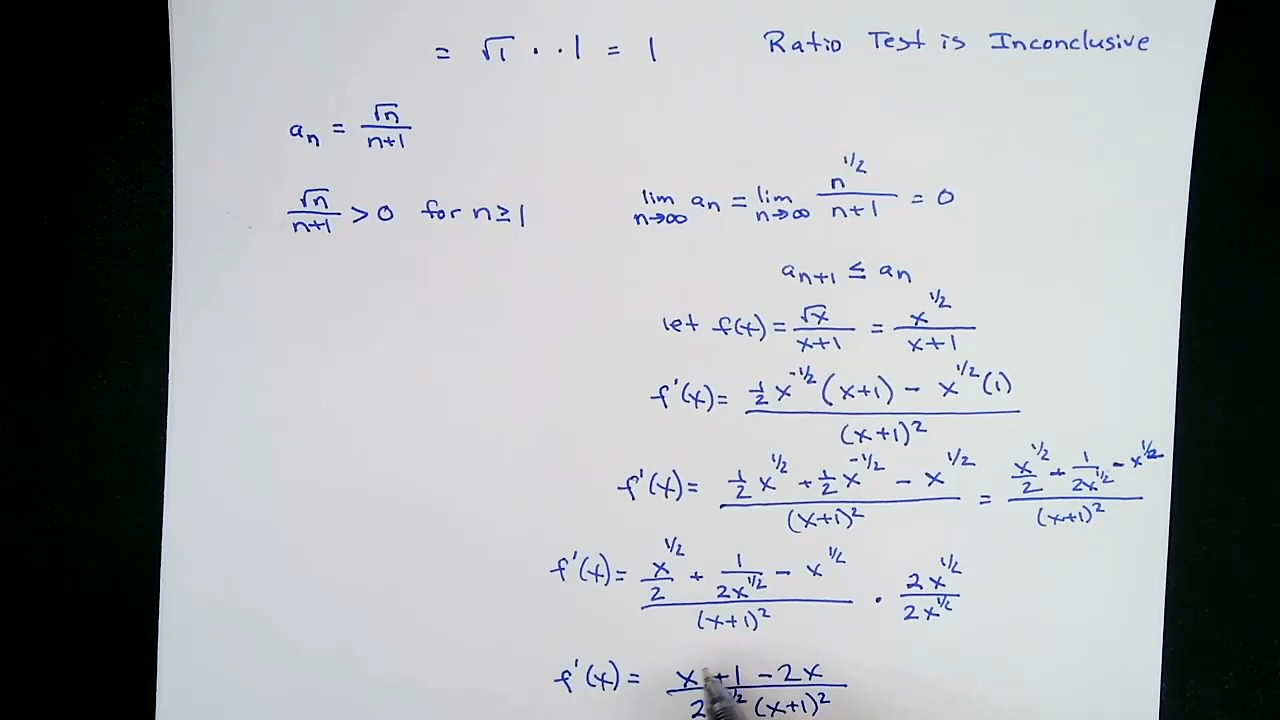 = √1 · · 1 = 1 Ratio Test is Inconclusive
aₙ = √n/(n+1)
√n/(n+1) > 0 for n ≥ 1 lim n→∞ aₙ = lim n→∞ n^(1/2)/(n+1) = 0
aₙ₊₁ ≤ aₙ
let f(x) = √x/(x+1) = x^(1/2)/(x+1)
f'(x) = (1/2 x^(-1/2) (x+1) - x^(1/2) (1))/(x+1)²
f'(x) = (1/2 x^(1/2) + 1/2 x^(-1/2) - x^(1/2))/(x+1)² = (x^(1/2)/2 + 1/(2x^(1/2)) - x^(1/2))/(x+1)²
f'(x) = (x^(1/2)/2 + 1/(2x^(1/2)) - x^(1/2))/(x+1)² · 2x^(1/2)/2x^(1/2)
f'(x) = (x + 1 - 2x)/(2 ^(1/2) (x+1)²)